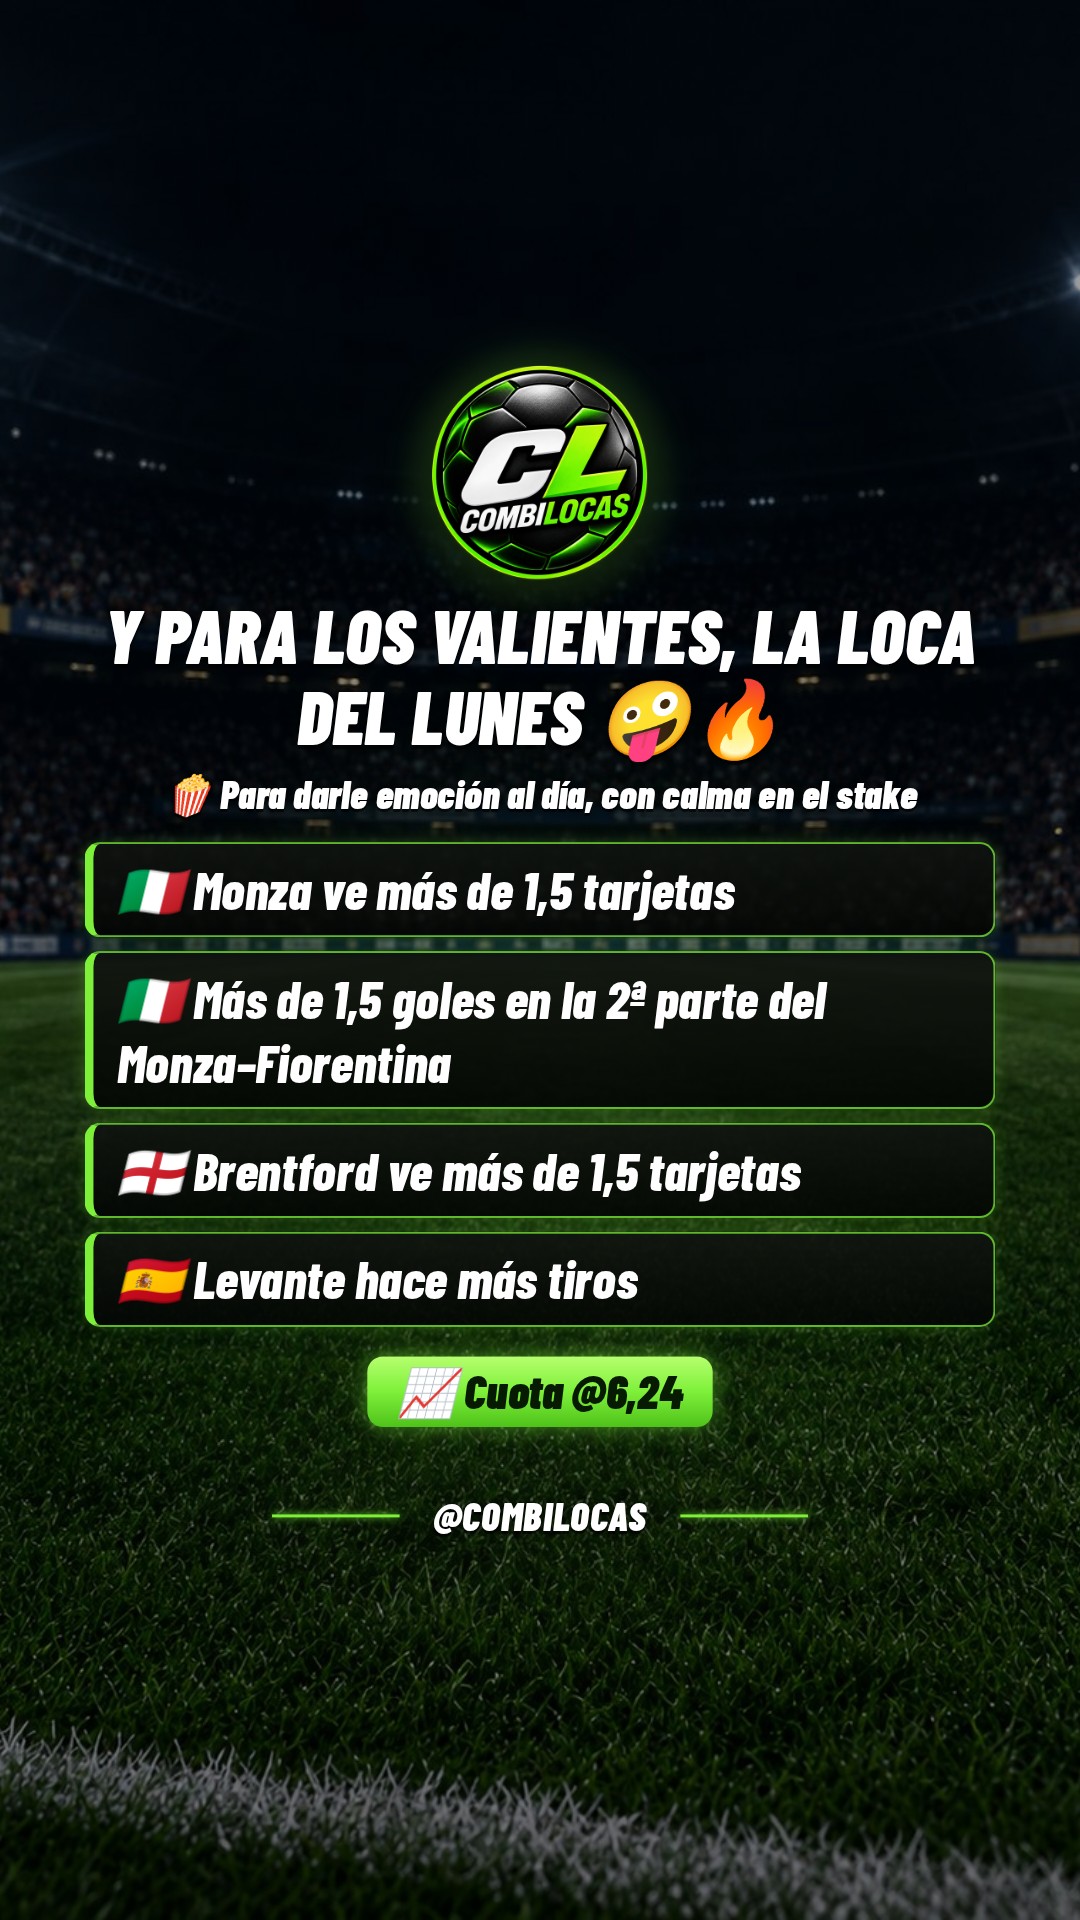 CL
COMBILOCAS
Y PARA LOS VALIENTES, LA LOCA
DEL LUNES 🤪🔥
🍿 Para darle emoción al día, con calma en el stake
🇮🇹 Monza ve más de 1,5 tarjetas
🇮🇹 Más de 1,5 goles en la 2ª parte del
Monza-Fiorentina
🏴󠁧󠁢󠁥󠁮󠁧󠁿 Brentford ve más de 1,5 tarjetas
🇪🇸 Levante hace más tiros
📈 Cuota @6,24
@COMBILOCAS